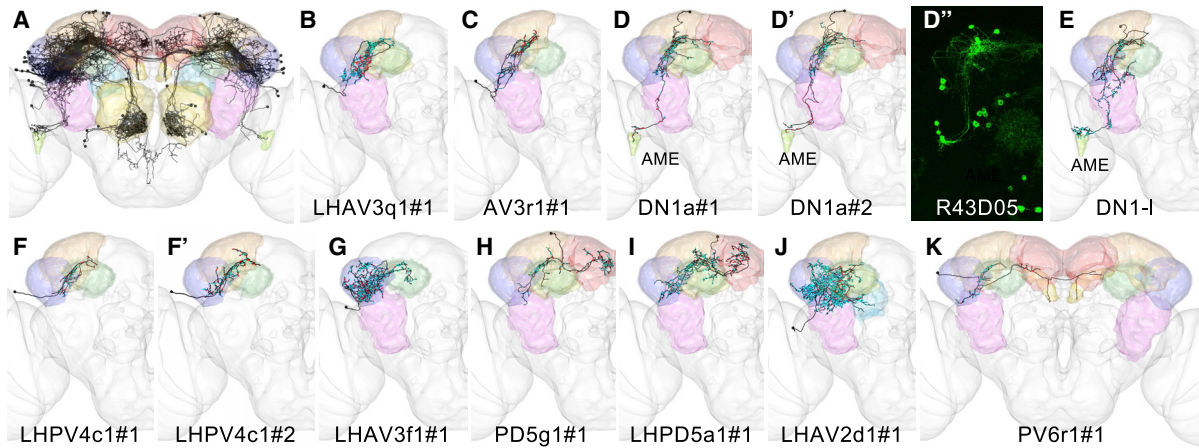 A
B
C
D
D'
D"
E
AME
AME
AME
AME
LHAV3q1#1
AV3r1#1
DN1a#1
DN1a#2
R43D05
DN1-l
F
F'
G
H
I
J
K
LHPV4c1#1
LHPV4c1#2
LHAV3f1#1
PD5g1#1
LHPD5a1#1
LHAV2d1#1
PV6r1#1